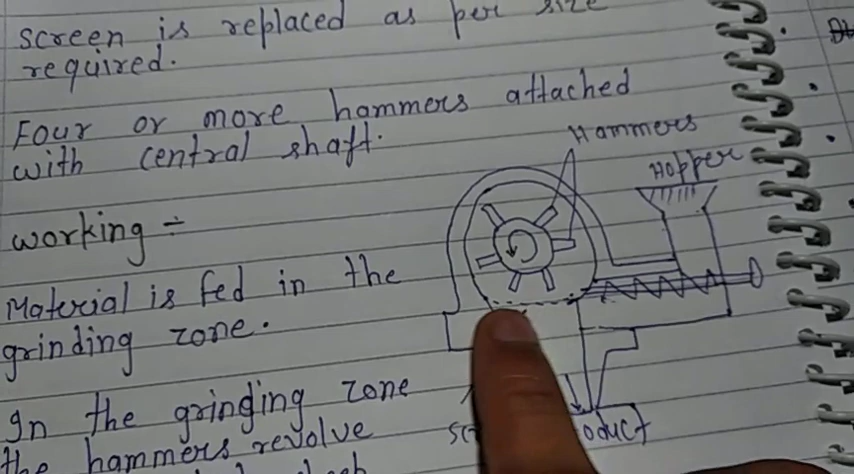 screen is replaced as per size
required.
Four or more hammers attached
with central shaft.
Hammers
Hopper
working ÷
Material is fed in the
grinding zone.
In the grinding zone
the hammers revolve